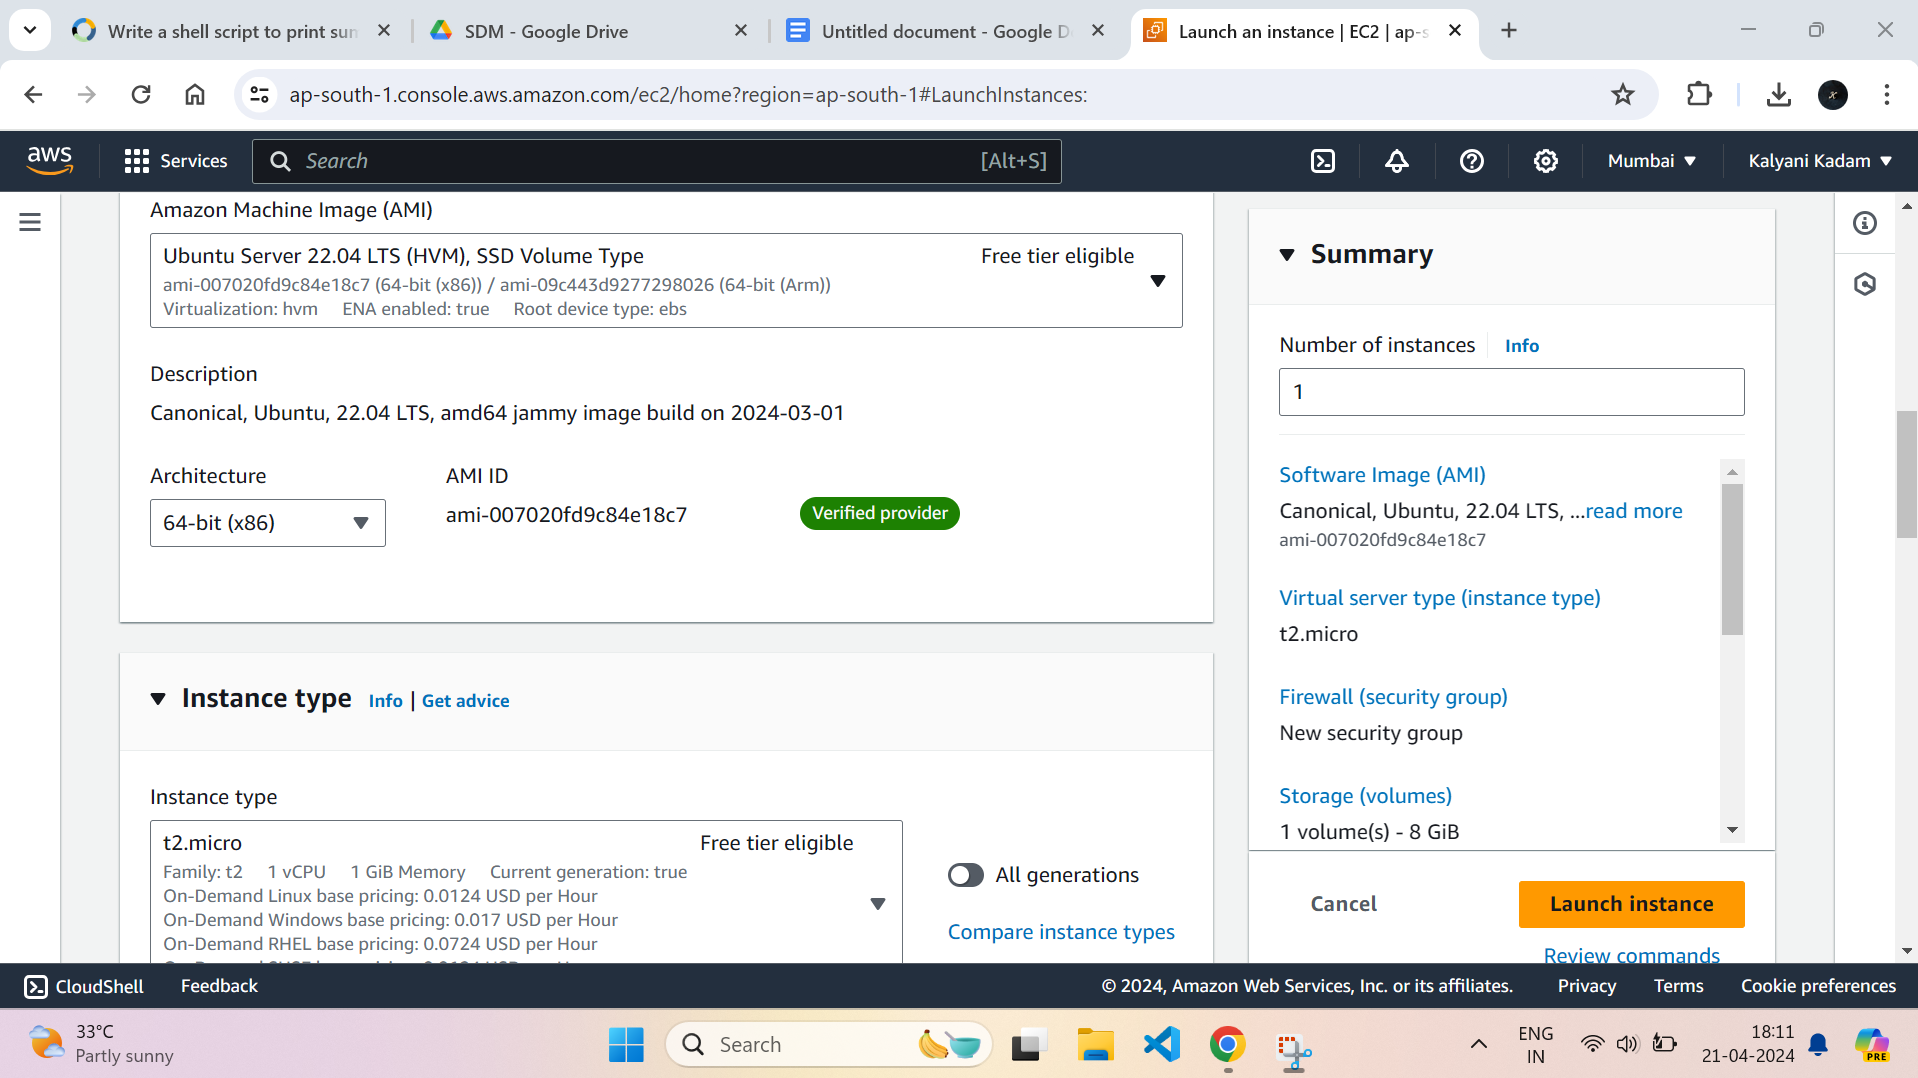 Write a shell script to print sum
SDM - Google Drive
Untitled document - Google D
Launch an instance | EC2 | ap-s
ap-south-1.console.aws.amazon.com/ec2/home?region=ap-south-1#LaunchInstances:
aws
Services
Search
[Alt+S]
Mumbai
Kalyani Kadam
Amazon Machine Image (AMI)
Ubuntu Server 22.04 LTS (HVM), SSD Volume Type
Free tier eligible
ami-007020fd9c84e18c7 (64-bit (x86)) / ami-09c443d9277298026 (64-bit (Arm))
Virtualization: hvm ENA enabled: true Root device type: ebs
Description
Canonical, Ubuntu, 22.04 LTS, amd64 jammy image build on 2024-03-01
Architecture
64-bit (x86)
AMI ID
ami-007020fd9c84e18c7
Verified provider
Instance type Info | Get advice
Instance type
t2.micro
Free tier eligible
Family: t2 1 vCPU 1 GiB Memory Current generation: true
On-Demand Linux base pricing: 0.0124 USD per Hour
On-Demand Windows base pricing: 0.017 USD per Hour
On-Demand RHEL base pricing: 0.0724 USD per Hour
All generations
Compare instance types
Summary
Number of instances Info
1
Software Image (AMI)
Canonical, Ubuntu, 22.04 LTS, ...read more
ami-007020fd9c84e18c7
Virtual server type (instance type)
t2.micro
Firewall (security group)
New security group
Storage (volumes)
1 volume(s) - 8 GiB
Cancel
Launch instance
Review commands
CloudShell
Feedback
© 2024, Amazon Web Services, Inc. or its affiliates.
Privacy
Terms
Cookie preferences
33°C
Partly sunny
Search
ENG
IN
18:11
21-04-2024
PRE